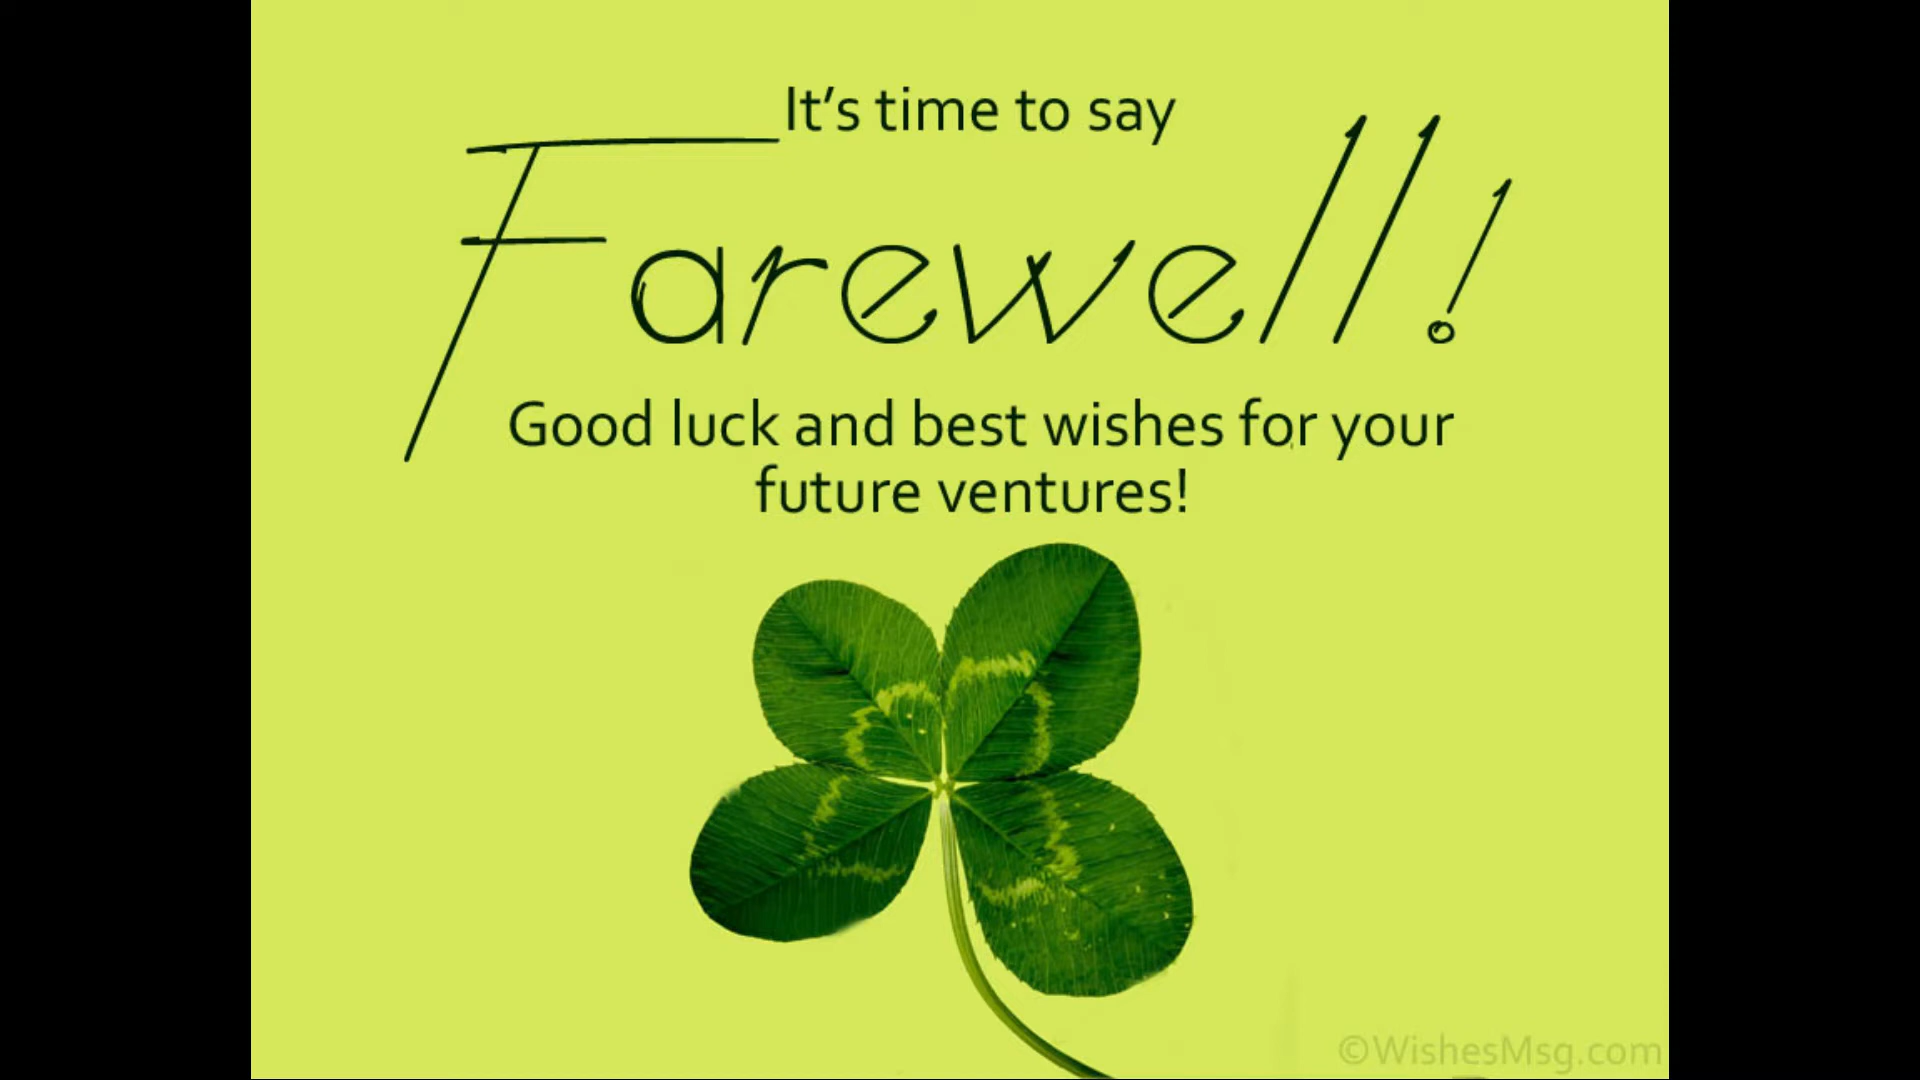 It’s time to say
Farewell!
Good luck and best wishes for your
future ventures!
©WishesMsg.com